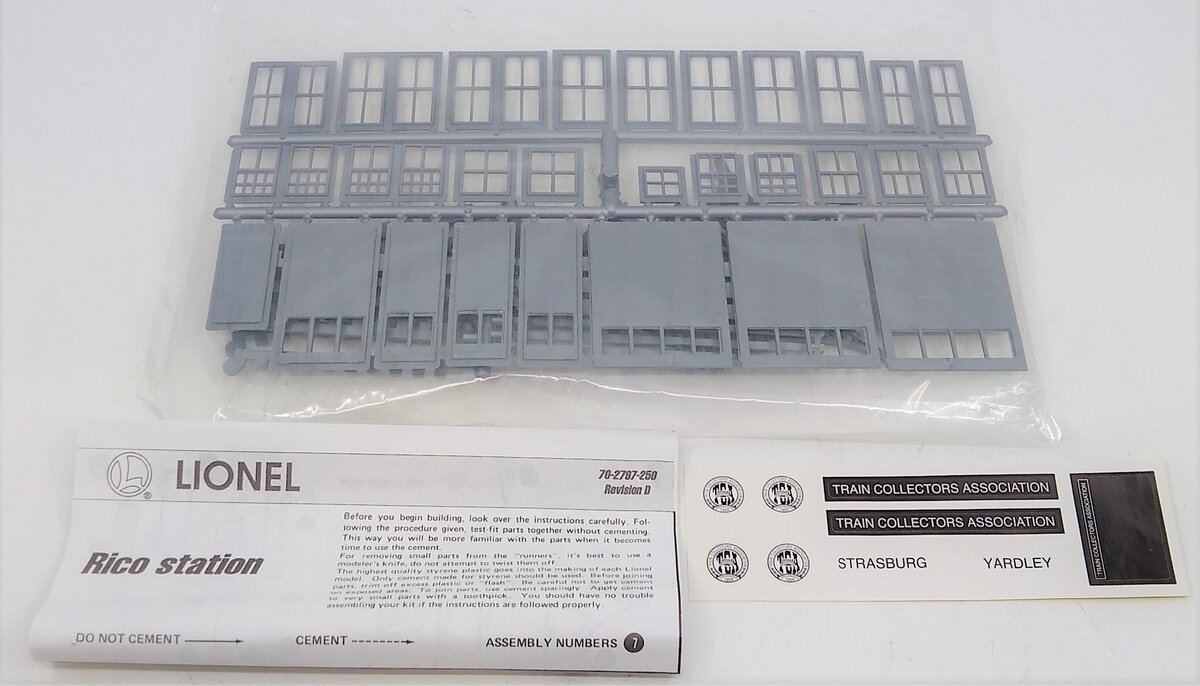 LIONEL
70-2797-250
Revision D
Rico station
Before you begin building, look over the instructions carefully. Fol-
lowing the procedure given, test-fit parts together without cementing.
This way you will be more familiar with the parts when it becomes
time to use the cement.
For removing small parts from the "runners", it's best to use a
modeler's knife, do not attempt to twist them off.
The highest quality styrene plastic goes into the making of each Lionel
model. Only cement made for styrene should be used. Before joining
parts, trim off excess plastic or "flash". Be careful not to get cement
on exposed areas. To join parts, use cement sparingly. Apply cement
to very small parts with a toothpick. You should have no trouble
assembling your kit if the instructions are followed properly.
DO NOT CEMENT
CEMENT
ASSEMBLY NUMBERS 7
TRAIN COLLECTORS ASSOCIATION
TRAIN COLLECTORS ASSOCIATION
STRASBURG YARDLEY
TRAIN COLLECTORS ASSOCIATION